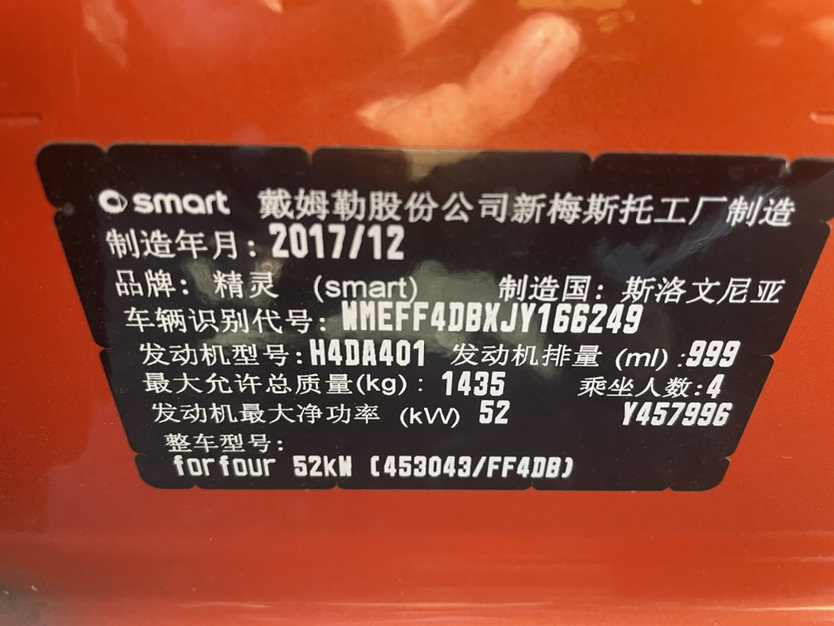 smart 戴姆勒股份公司新梅斯托工厂制造
制造年月: 2017/12
品牌: 精灵 (smart) 制造国: 斯洛文尼亚
车辆识别代号: WMEFF4DBXJY166249
发动机型号: H4DA401 发动机排量 (ml) :999
最大允许总质量(kg): 1435 乘坐人数:4
发动机最大净功率 (kW) 52 Y457996
整车型号:
forfour 52kW (453043/FF4DB)